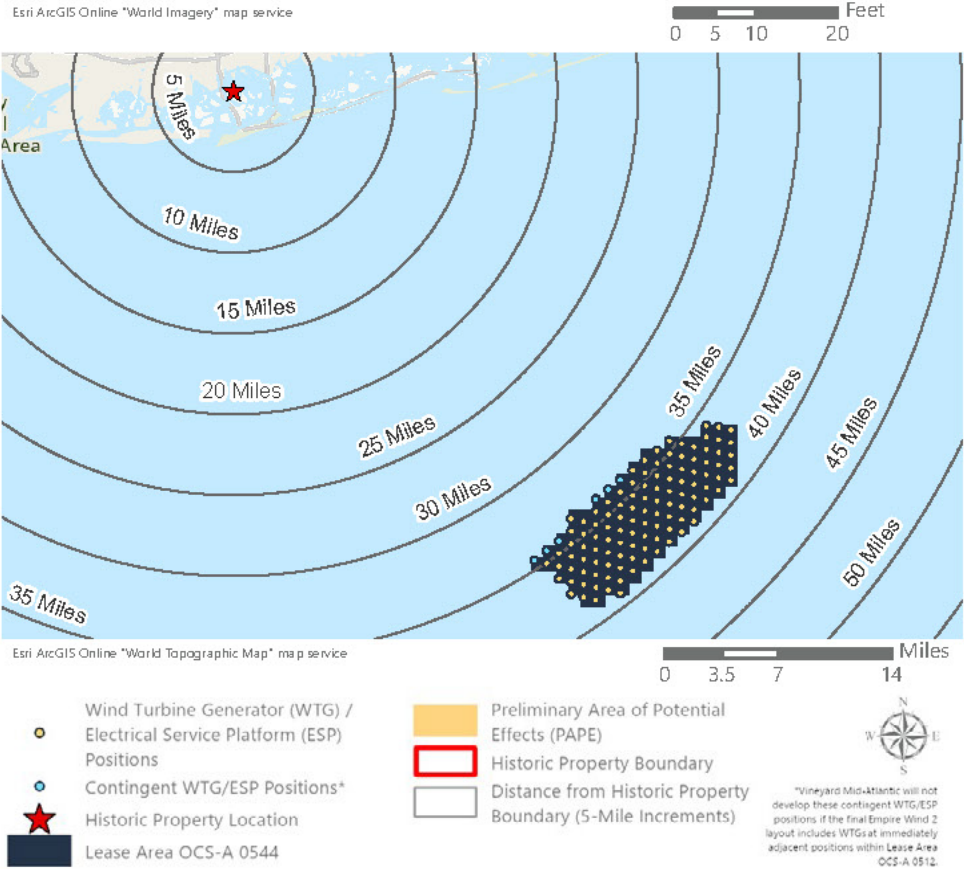 Esri ArcGIS Online "World Imagery" map service
Feet
0 5 10 20
5 Miles
y
l
Area
10 Miles
15 Miles
20 Miles
25 Miles
30 Miles
35 Miles
40 Miles
45 Miles
50 Miles
35 Miles
Esri ArcGIS Online "World Topographic Map" map service
Miles
0 3.5 7 14
Wind Turbine Generator (WTG) /
Electrical Service Platform (ESP)
Positions
Contingent WTG/ESP Positions*
Historic Property Location
Lease Area OCS-A 0544
Preliminary Area of Potential
Effects (PAPE)
Historic Property Boundary
Distance from Historic Property
Boundary (5-Mile Increments)
N
W E
S
*Vineyard Mid-Atlantic will not
develop these contingent WTG/ESP
positions if the final Empire Wind 2
layout includes WTGs at immediately
adjacent positions within Lease Area
OCS-A 0512.